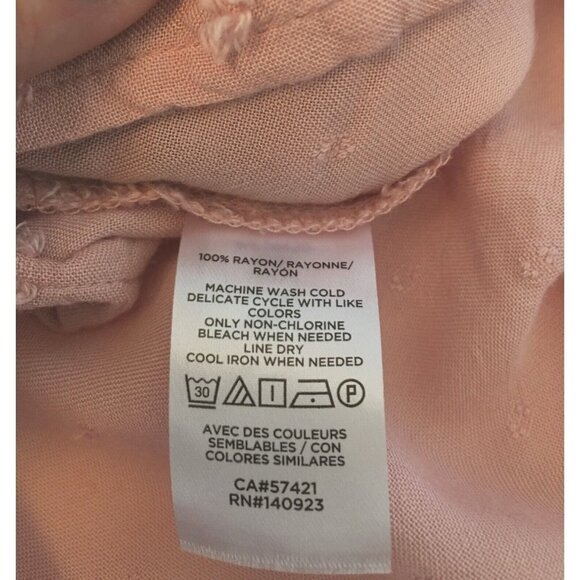 100% RAYON/ RAYONNE/
RAYÓN
MACHINE WASH COLD
DELICATE CYCLE WITH LIKE
COLORS
ONLY NON-CHLORINE
BLEACH WHEN NEEDED
LINE DRY
COOL IRON WHEN NEEDED
30 P
AVEC DES COULEURS
SEMBLABLES / CON
COLORES SIMILARES
CA#57421
RN#140923